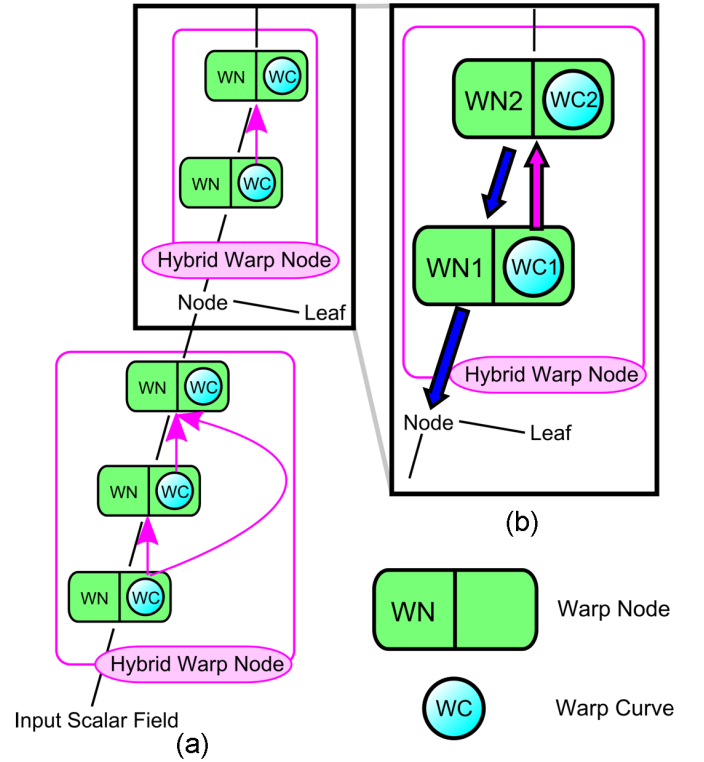 WN WC
WN WC
Hybrid Warp Node
Node
Leaf
WN WC
WN WC
WN WC
Hybrid Warp Node
Input Scalar Field
(a)
WN2 WC2
WN1 WC1
Hybrid Warp Node
Node
Leaf
(b)
WN Warp Node
WC Warp Curve